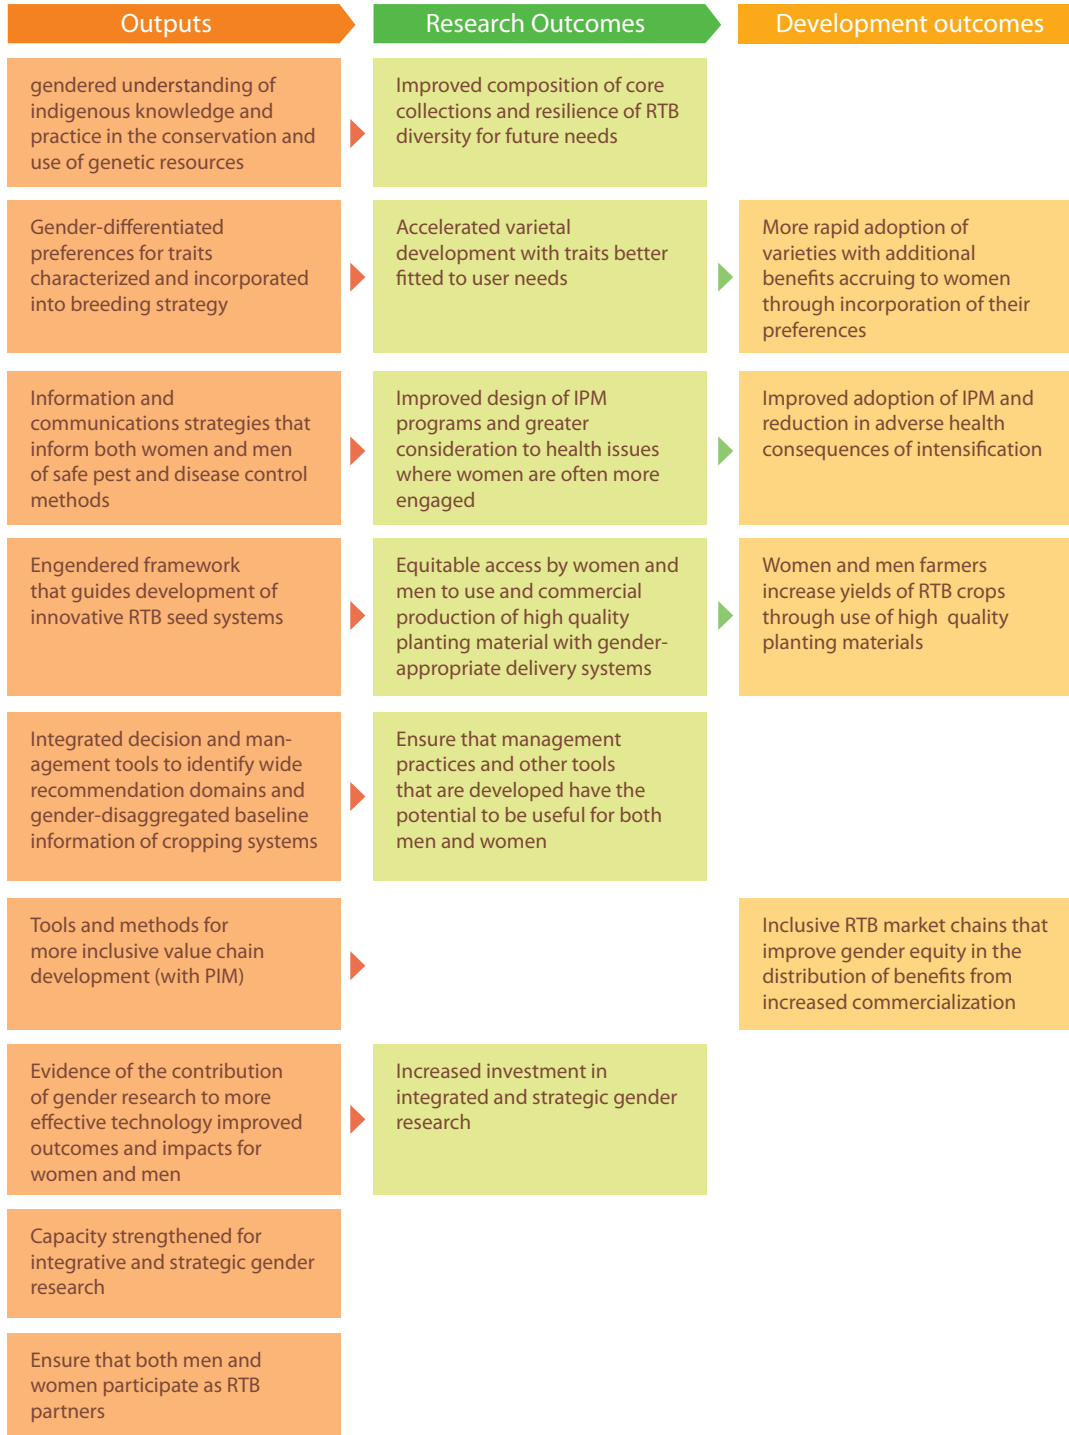 Outputs
Research Outcomes
Development outcomes
gendered understanding of
indigenous knowledge and
practice in the conservation and
use of genetic resources
Improved composition of core
collections and resilience of RTB
diversity for future needs
Gender-differentiated
preferences for traits
characterized and incorporated
into breeding strategy
Accelerated varietal
development with traits better
fitted to user needs
More rapid adoption of
varieties with additional
benefits accruing to women
through incorporation of their
preferences
Information and
communications strategies that
inform both women and men
of safe pest and disease control
methods
Improved design of IPM
programs and greater
consideration to health issues
where women are often more
engaged
Improved adoption of IPM and
reduction in adverse health
consequences of intensification
Engendered framework
that guides development of
innovative RTB seed systems
Equitable access by women and
men to use and commercial
production of high quality
planting material with gender-
appropriate delivery systems
Women and men farmers
increase yields of RTB crops
through use of high quality
planting materials
Integrated decision and man-
agement tools to identify wide
recommendation domains and
gender-disaggregated baseline
information of cropping systems
Ensure that management
practices and other tools
that are developed have the
potential to be useful for both
men and women
Tools and methods for
more inclusive value chain
development (with PIM)
Inclusive RTB market chains that
improve gender equity in the
distribution of benefits from
increased commercialization
Evidence of the contribution
of gender research to more
effective technology improved
outcomes and impacts for
women and men
Increased investment in
integrated and strategic gender
research
Capacity strengthened for
integrative and strategic gender
research
Ensure that both men and
women participate as RTB
partners